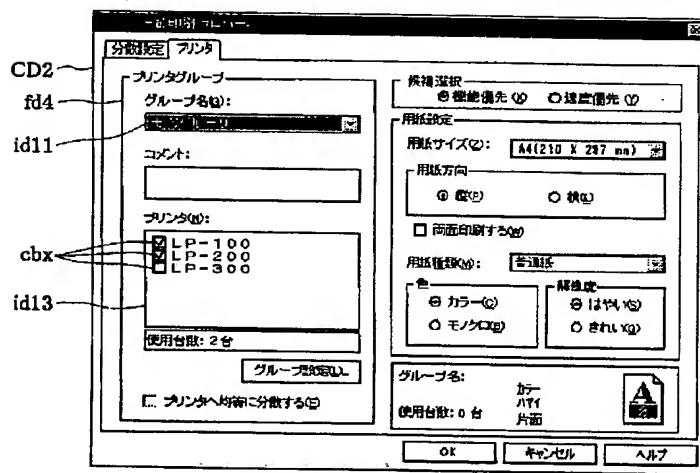 分散設定 プリンタ
CD2
プリンタグループ
候補選択
fd4
グループ名(G):
機能優先(X) 速度優先(Y)
id11
用紙設定
用紙サイズ(Z): A4(210 X 297 mm)
コメント:
用紙方向
縦(P) 横(L)
プリンタ(N):
両面印刷する(W)
cbx
LP-100
LP-200
LP-300
用紙種類(M): 普通紙
id13
色 解像度
カラー(C) はやい(S)
モノクロ(B) きれい(Q)
使用台数: 2台
グループ設定(L)...
グループ名:
プリンタへ均等に分散する(E)
カラー
ハヤイ
使用台数: 0 台
片面
OK キャンセル ヘルプ